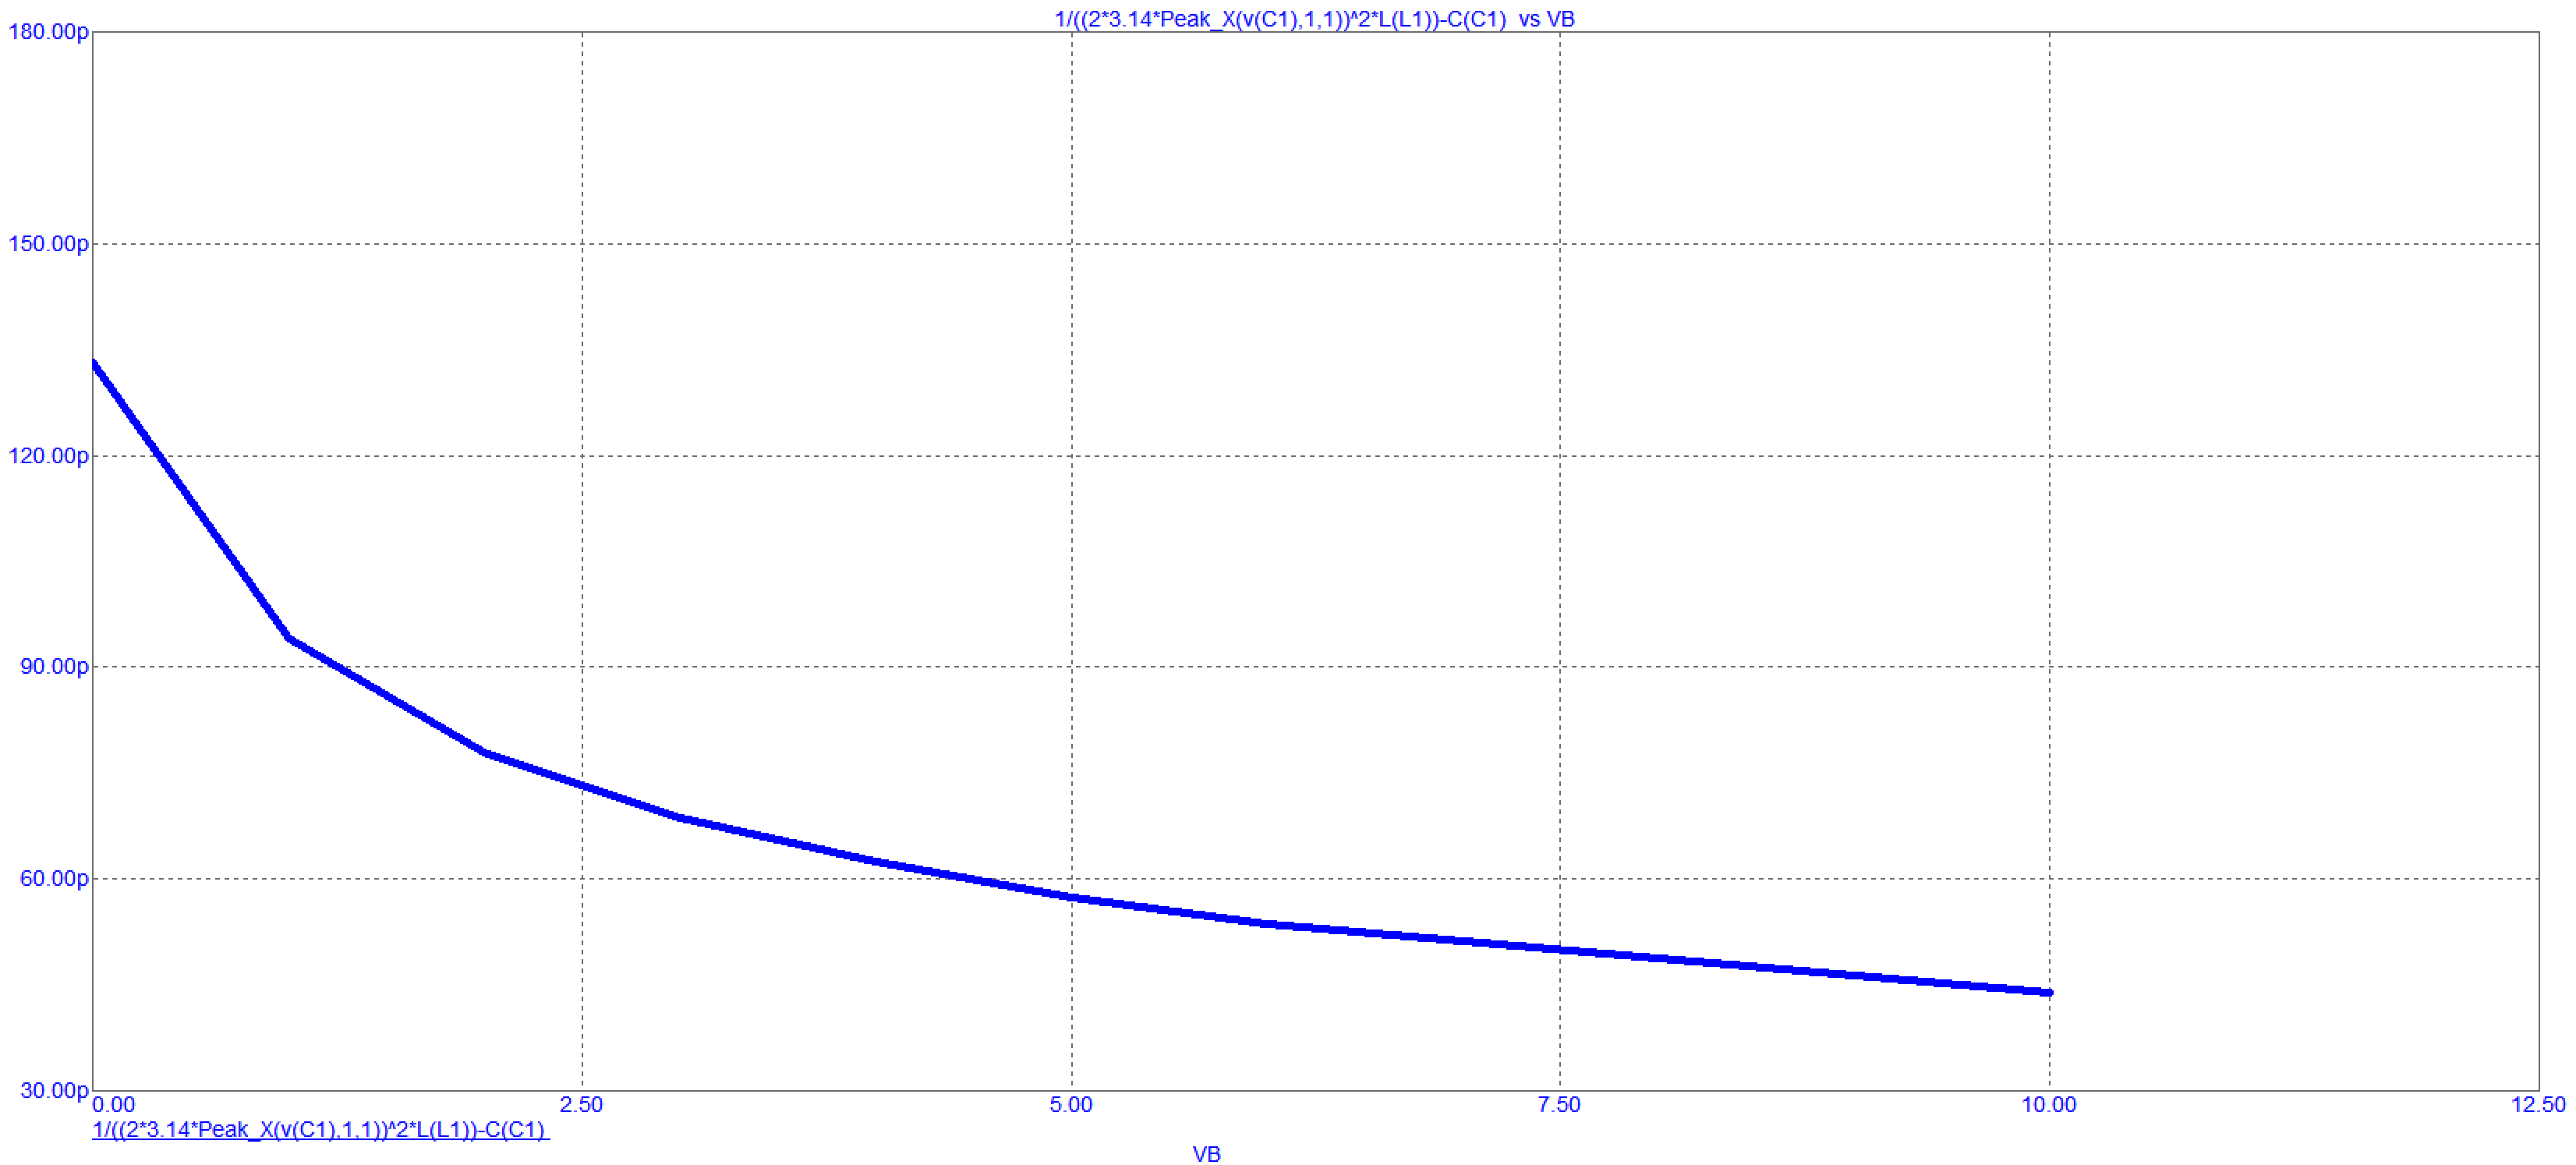 1/((2*3.14*Peak_X(v(C1),1,1))^2*L(L1))-C(C1) vs VB
180.00p
150.00p
120.00p
90.00p
60.00p
30.00p
0.00 2.50 5.00 7.50 10.00 12.50
1/((2*3.14*Peak_X(v(C1),1,1))^2*L(L1))-C(C1)
VB